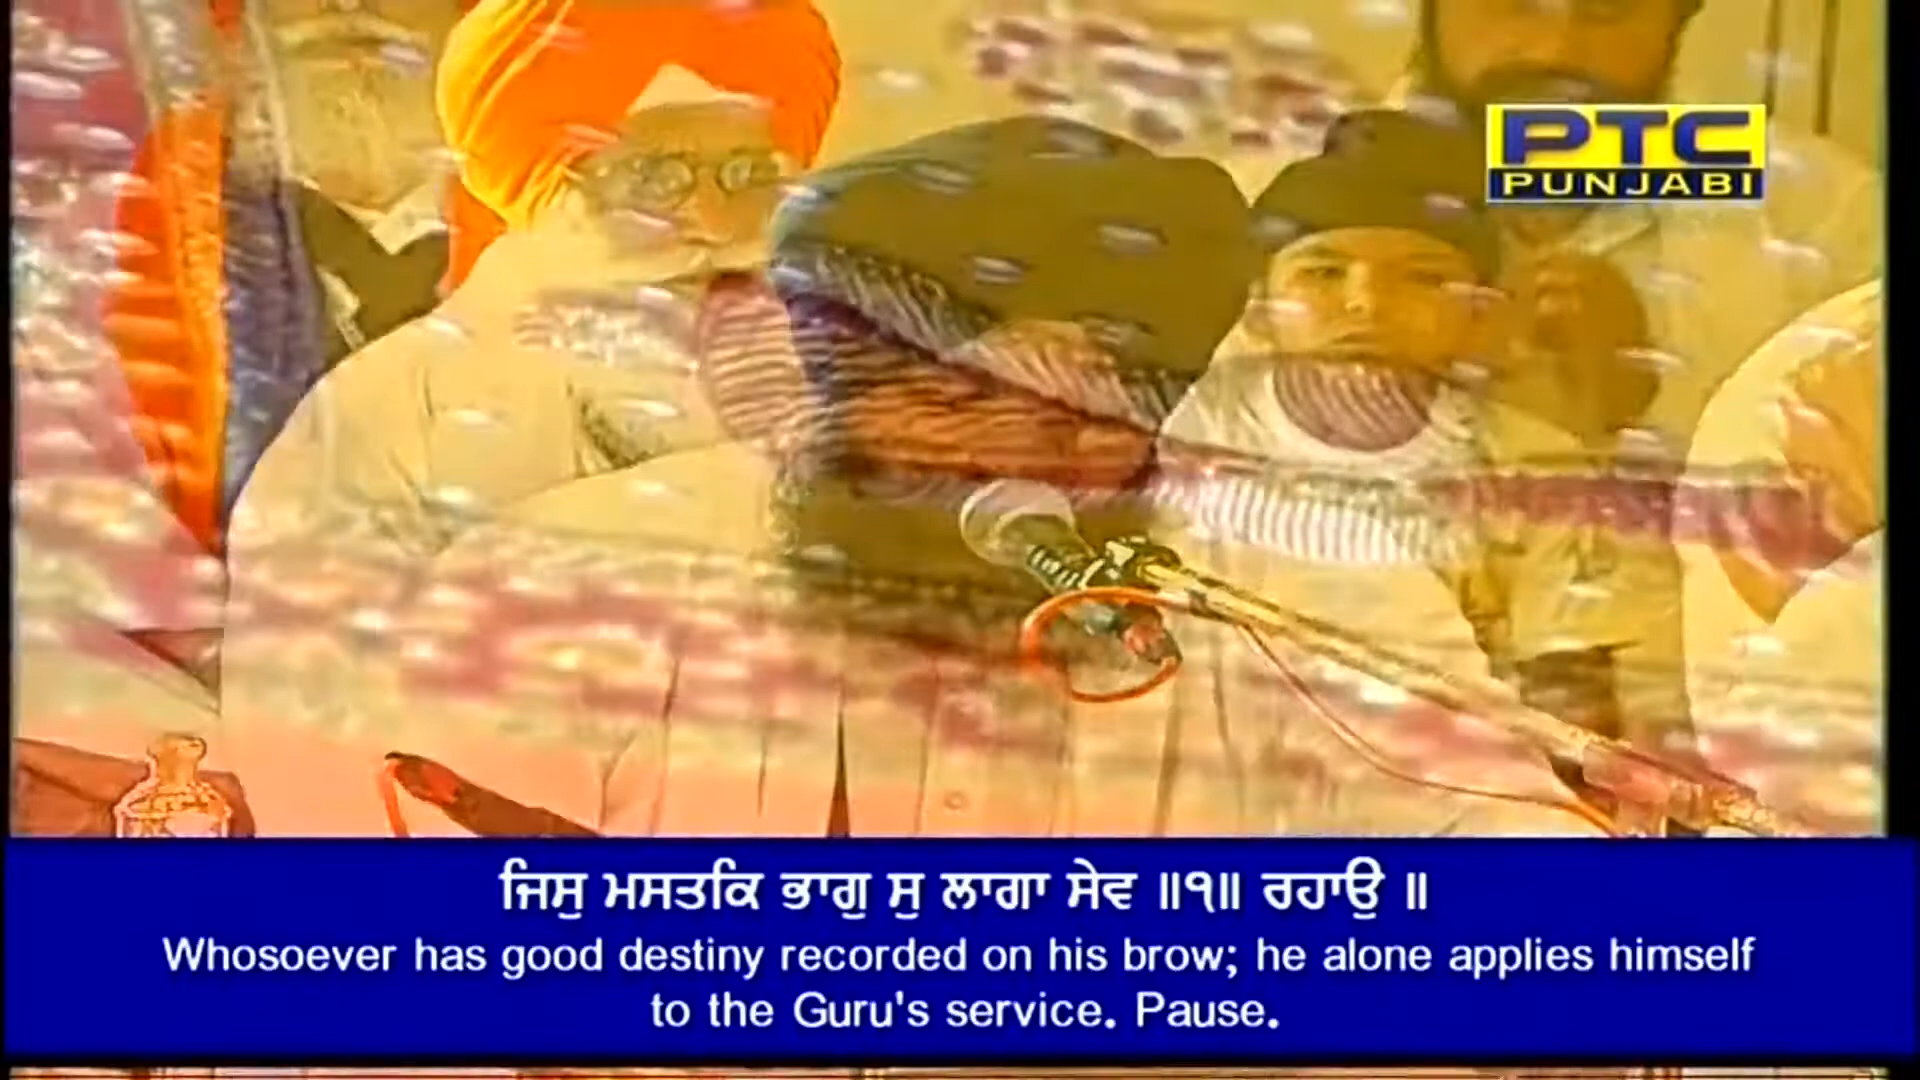 PTC
PUNJABI
ਜਿਸੁ ਮਸਤਕਿ ਭਾਗੁ ਸੁ ਲਾਗਾ ਸੇਵ ॥੧॥ ਰਹਾਉ ॥
Whosoever has good destiny recorded on his brow; he alone applies himself
to the Guru's service. Pause.